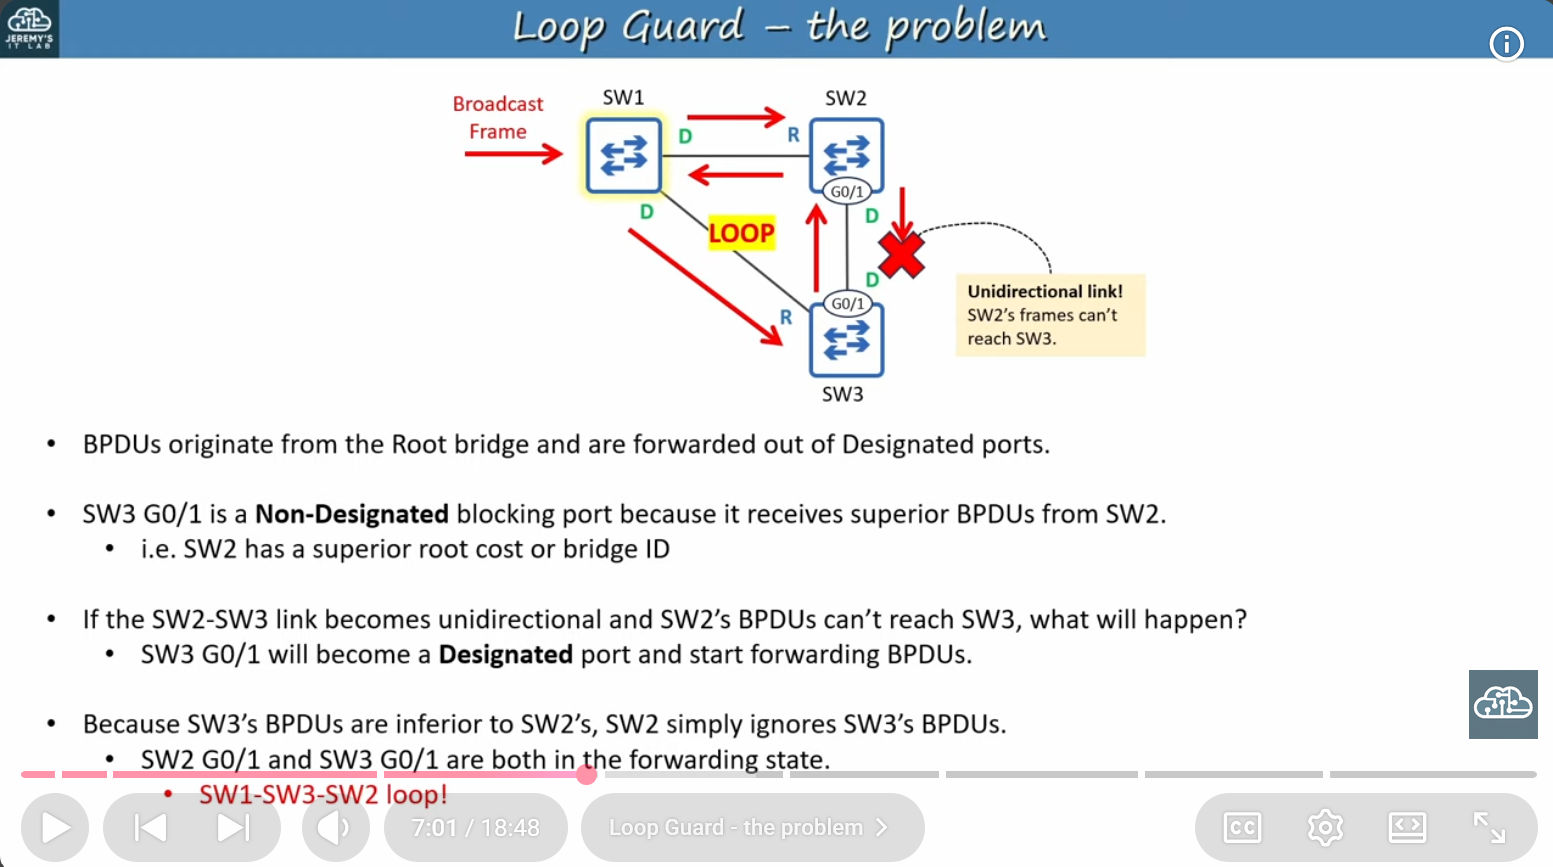 JEREMY'S
IT LAB
Loop Guard – the problem
Broadcast
Frame
SW1
SW2
D
R
G0/1
D
D
LOOP
D
G0/1
R
SW3
Unidirectional link!
SW2's frames can't
reach SW3.
• BPDUs originate from the Root bridge and are forwarded out of Designated ports.
• SW3 G0/1 is a Non-Designated blocking port because it receives superior BPDUs from SW2.
• i.e. SW2 has a superior root cost or bridge ID
• If the SW2-SW3 link becomes unidirectional and SW2's BPDUs can't reach SW3, what will happen?
• SW3 G0/1 will become a Designated port and start forwarding BPDUs.
• Because SW3's BPDUs are inferior to SW2's, SW2 simply ignores SW3's BPDUs.
• SW2 G0/1 and SW3 G0/1 are both in the forwarding state.
• SW1-SW3-SW2 loop!
7:01 / 18:48
Loop Guard - the problem
CC